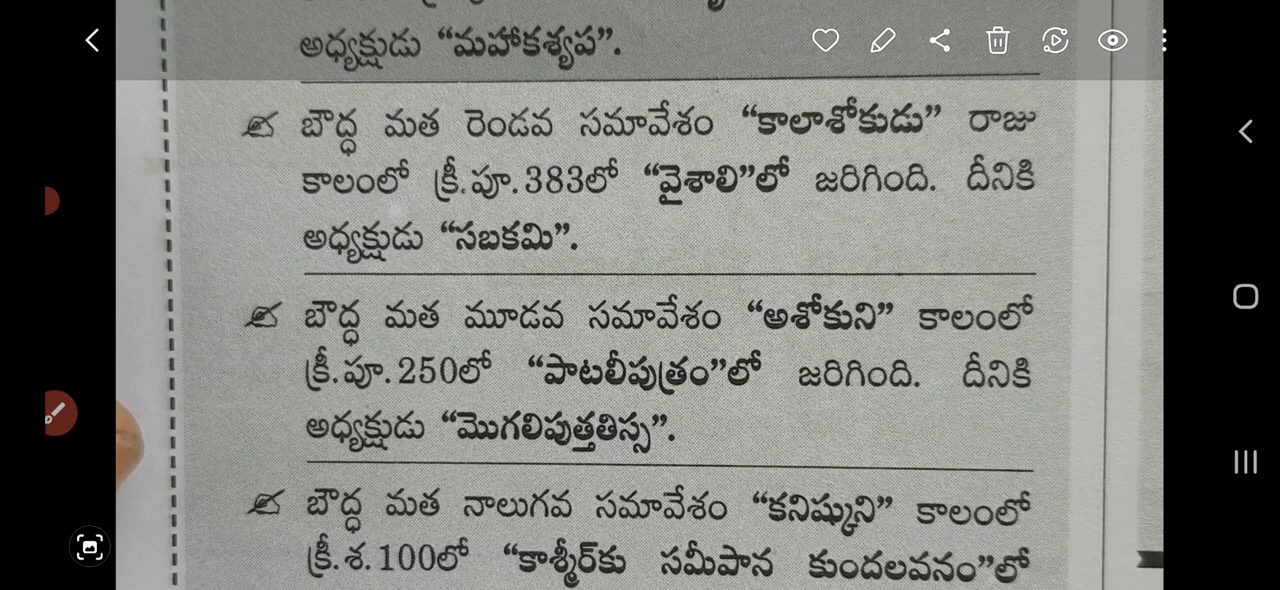 అధ్యక్షుడు “మహాకశ్యప”.
బౌద్ధ మత రెండవ సమావేశం “కాలాశోకుడు” రాజు
కాలంలో క్రీ.పూ.383లో “వైశాలి”లో జరిగింది. దీనికి
అధ్యక్షుడు “సబకమి”.
బౌద్ధ మత మూడవ సమావేశం “అశోకుని” కాలంలో
క్రీ.పూ.250లో “పాటలీపుత్రం”లో జరిగింది. దీనికి
అధ్యక్షుడు “మొగలిపుత్తతిస్స”.
బౌద్ధ మత నాలుగవ సమావేశం “కనిష్కుని” కాలంలో
క్రీ.శ.100లో “కాశ్మీర్‌కు సమీపాన కుందలవనం”లో